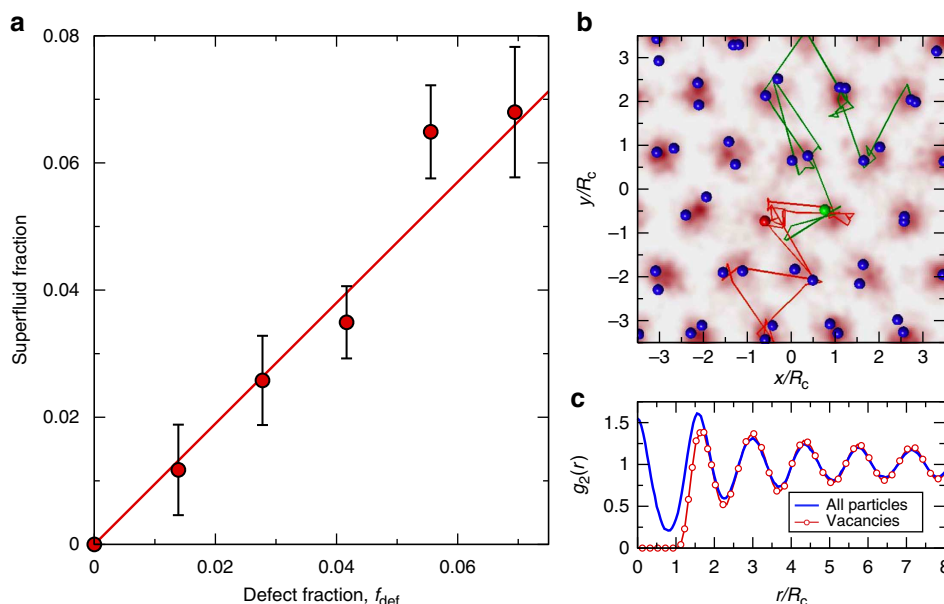 a
0.08
0.06
0.04
0.02
0
Superfluid fraction
0
0.02
0.04
0.06
Defect fraction, f_def
b
3
2
1
0
−1
−2
−3
y/R_c
−3 −2 −1 0 1 2 3
x/R_c
c
1.5
1.0
0.5
0
g_2(r)
All particles
Vacancies
0 1 2 3 4 5 6 7 8
r/R_c